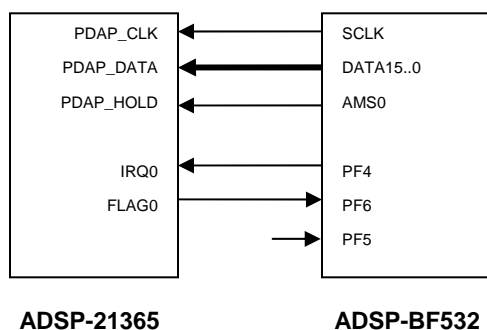 PDAP_CLK SCLK
PDAP_DATA DATA15..0
PDAP_HOLD AMS0
IRQ0 PF4
FLAG0 PF6
PF5
ADSP-21365 ADSP-BF532